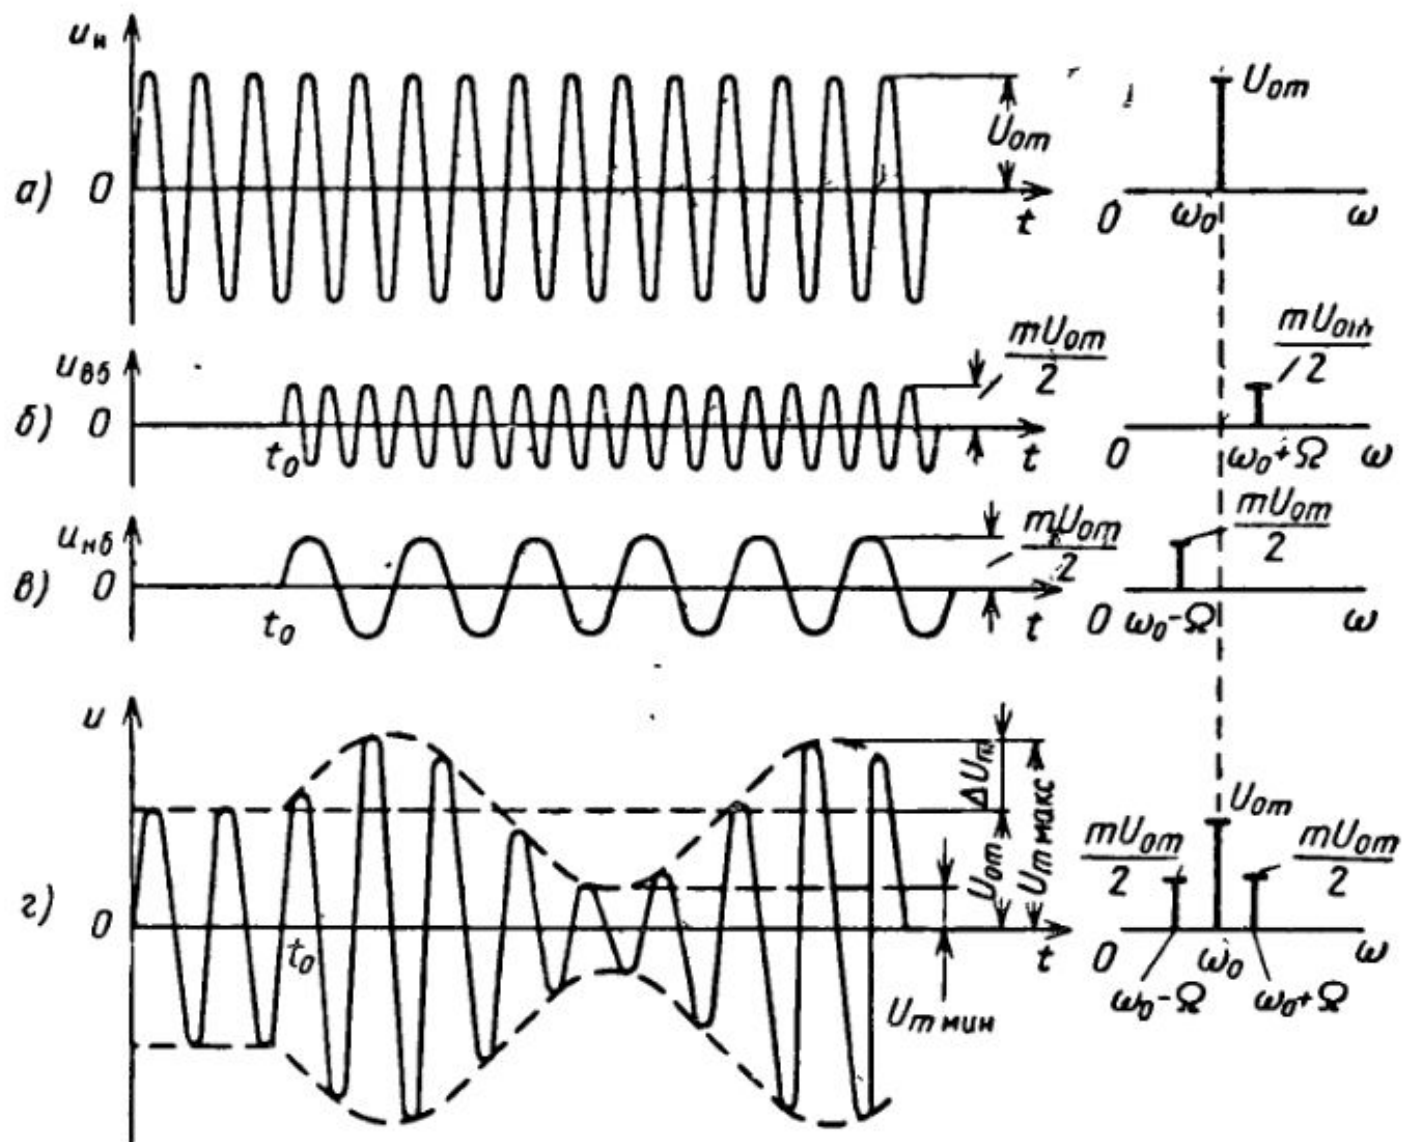 uн
Uom
Uom
а) 0
t
0
ω0
ω
uвб
mUom/2
mUom/2
б) 0
t0
t
0
ω0+Ω
ω
uнб
mUom/2
mUom/2
в) 0
t0
t
0
ω0-Ω
ω
u
ΔUm
Uom
Um макс
Uom
mUom/2
mUom/2
г) 0
t0
t
0
ω0
ω
ω0-Ω
ω0+Ω
Um мин